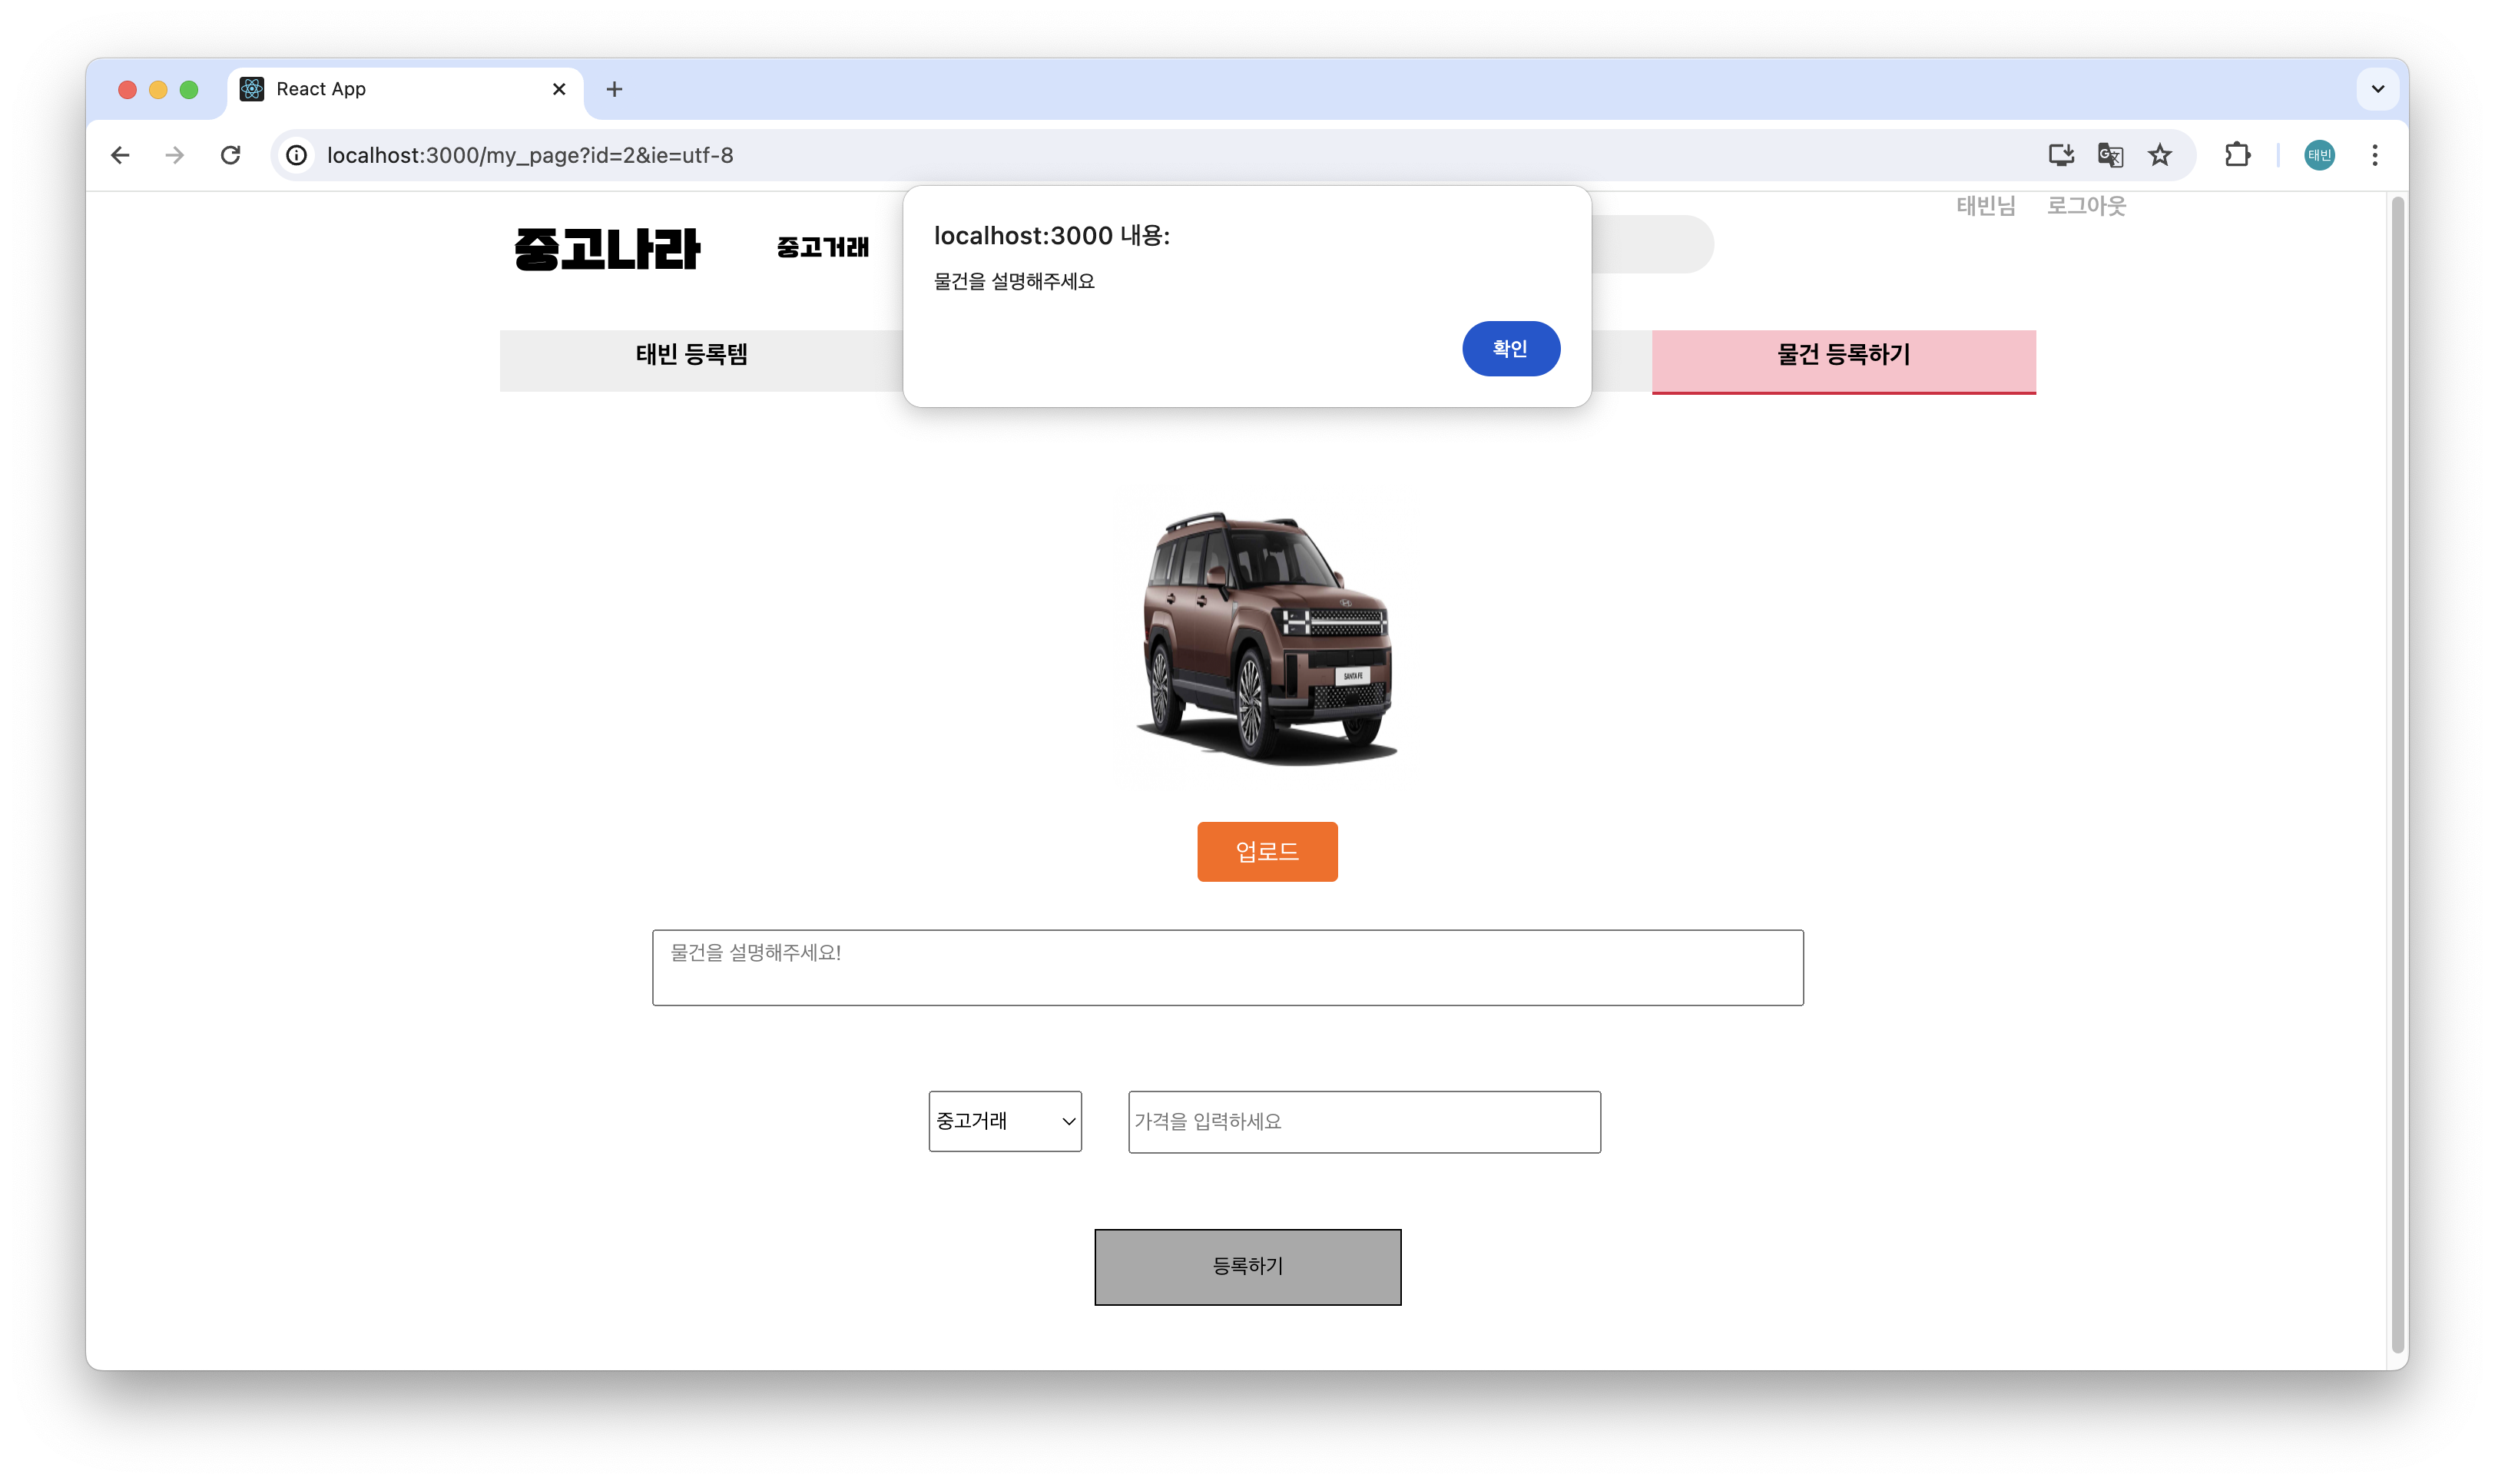 React App
localhost:3000/my_page?id=2&ie=utf-8
태빈
태빈님 로그아웃
중고나라 중고거래
localhost:3000 내용:
물건을 설명해주세요
확인
태빈 등록템 물건 등록하기
SANTA FE
업로드
물건을 설명해주세요!
중고거래 가격을 입력하세요
등록하기